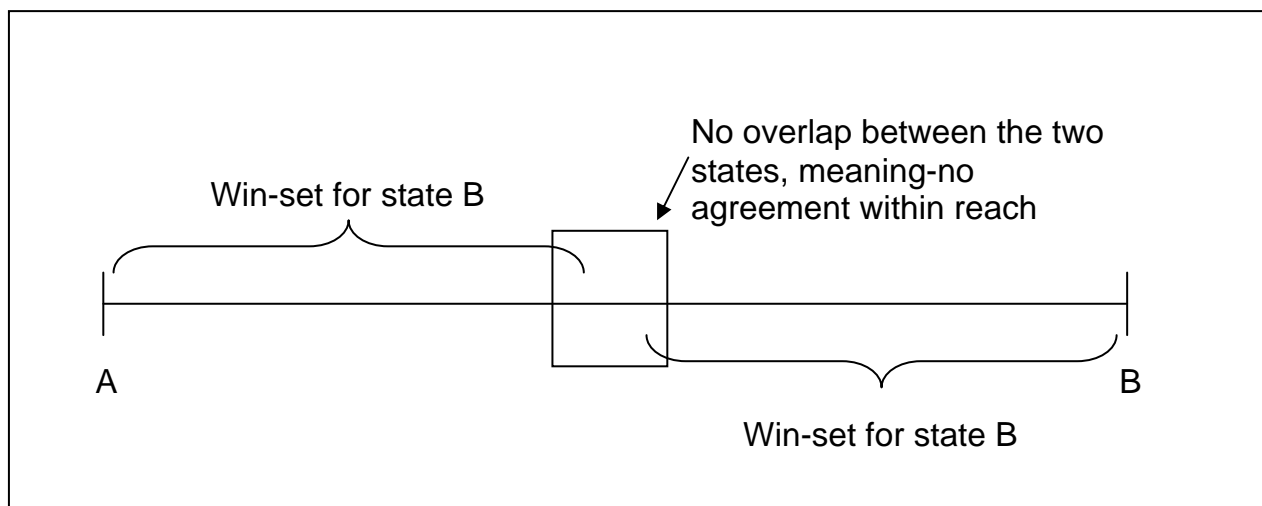 No overlap between the two
states, meaning-no
agreement within reach
Win-set for state B
A
B
Win-set for state B